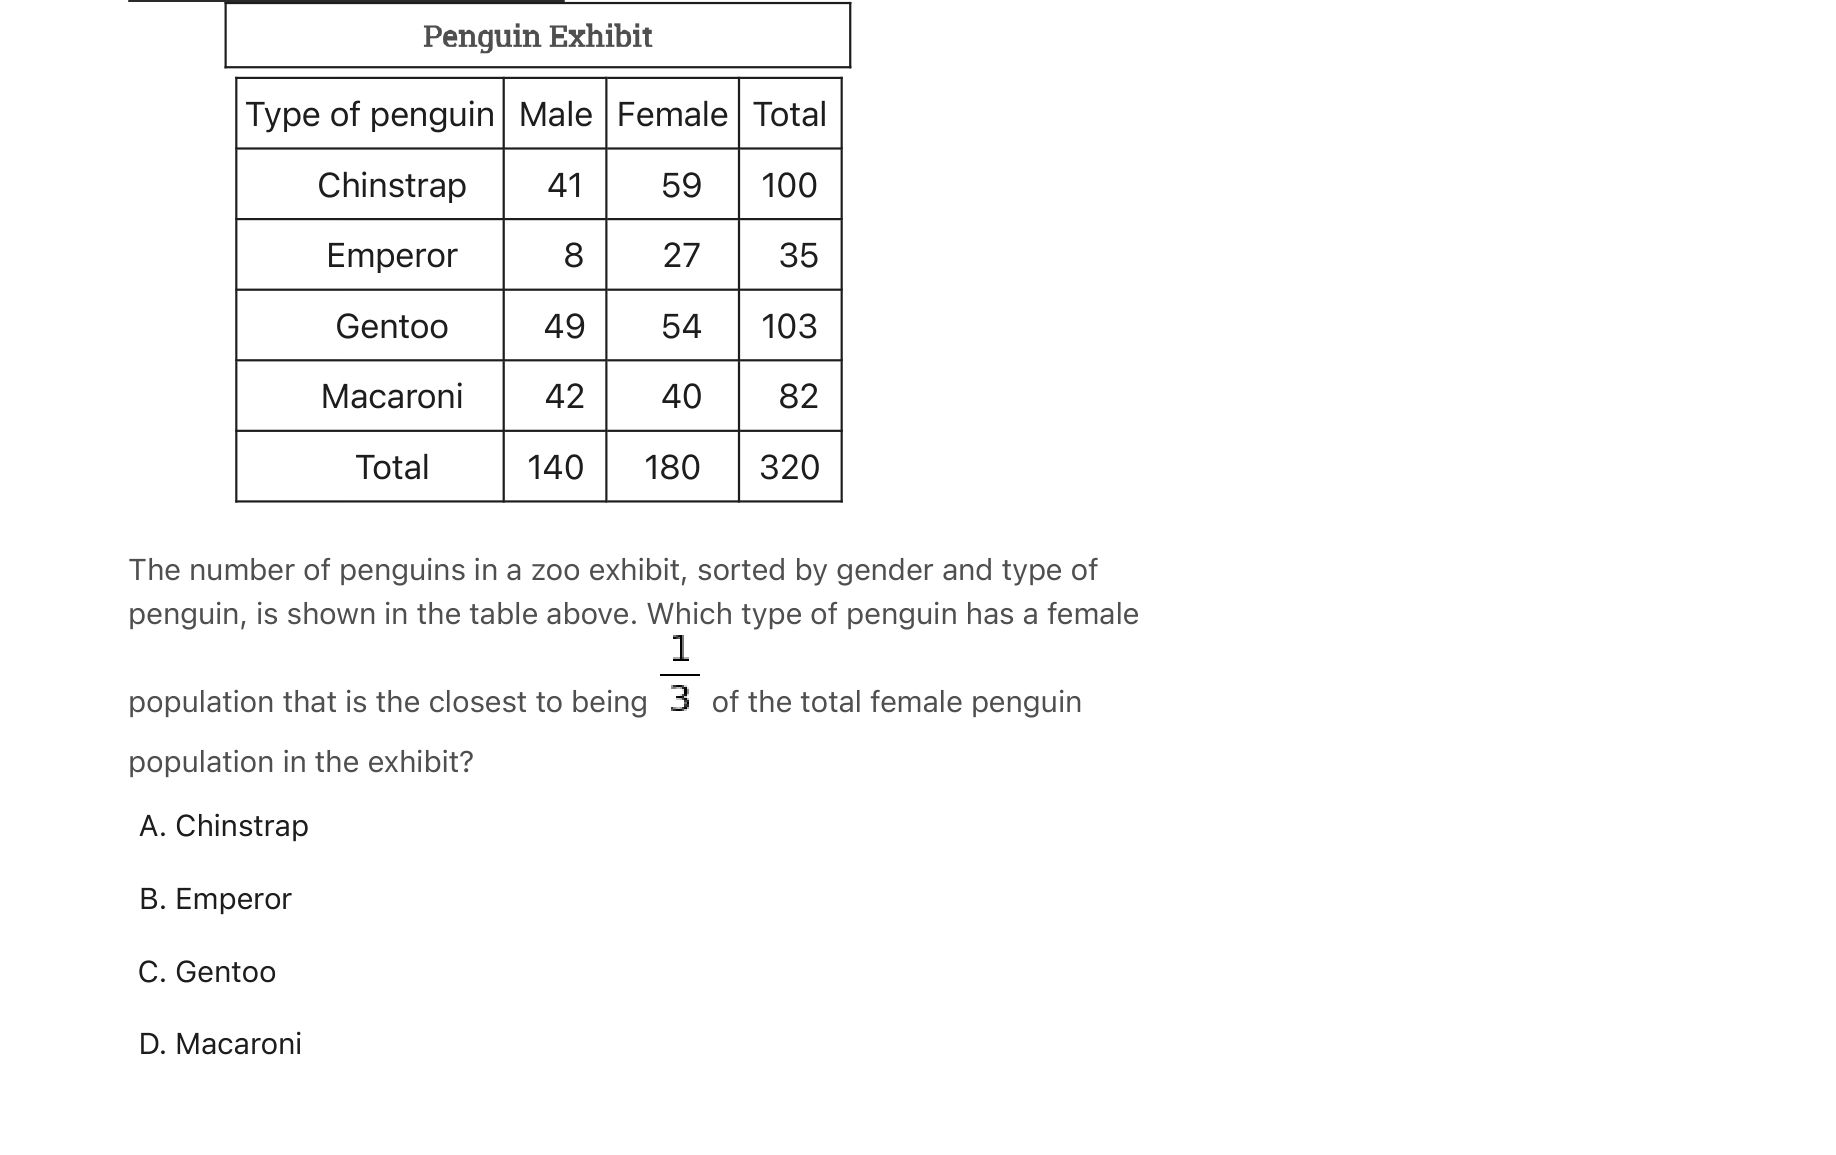 Penguin Exhibit
Type of penguin Male Female Total
Chinstrap 41 59 100
Emperor 8 27 35
Gentoo 49 54 103
Macaroni 42 40 82
Total 140 180 320
The number of penguins in a zoo exhibit, sorted by gender and type of
penguin, is shown in the table above. Which type of penguin has a female
population that is the closest to being 1/3 of the total female penguin
population in the exhibit?
A. Chinstrap
B. Emperor
C. Gentoo
D. Macaroni